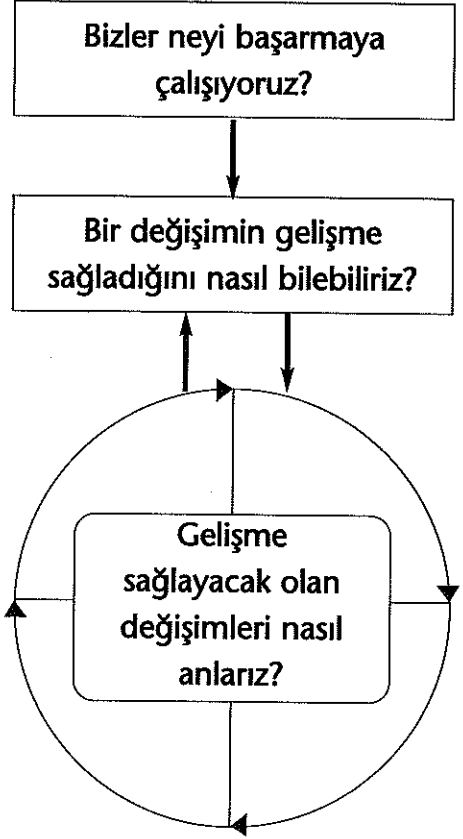 Bizler neyi başarmaya
çalışıyoruz?
Bir değişimin gelişme
sağladığını nasıl bilebiliriz?
Gelişme
sağlayacak olan
değişimleri nasıl
anlarız?